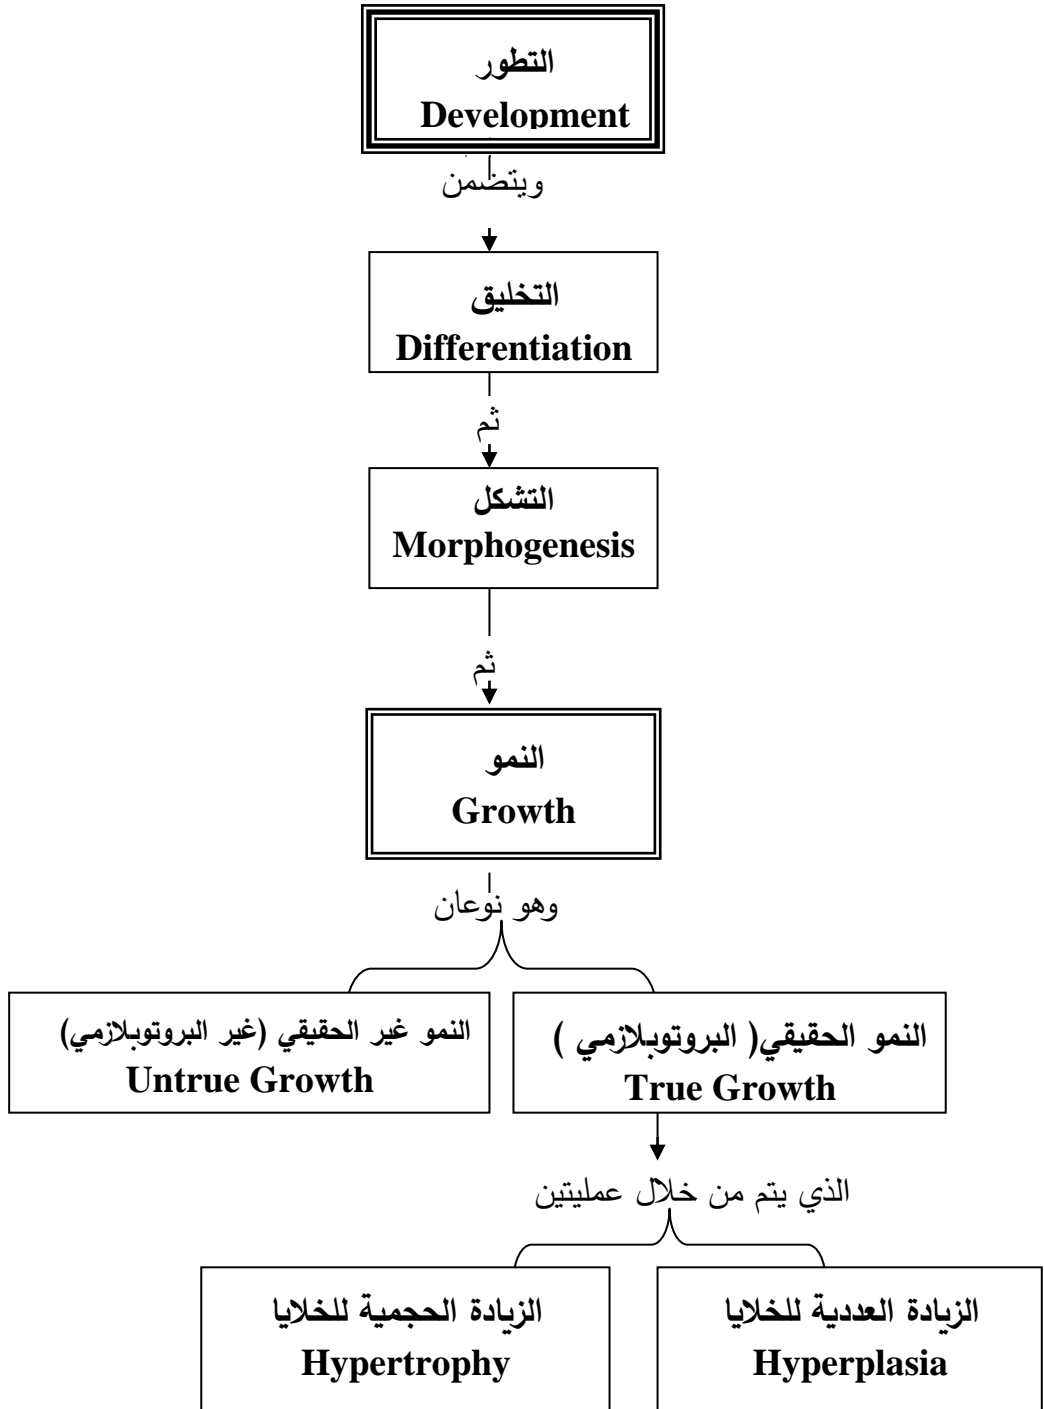 التطور
Development
ويتضمن
التخليق
Differentiation
ثم
التشكل
Morphogenesis
ثم
النمو
Growth
وهو نوعان
النمو الحقيقي( البروتوبلازمي )
True Growth
النمو غير الحقيقي (غير البروتوبلازمي)
Untrue Growth
الذي يتم من خلال عمليتين
الزيادة العددية للخلايا
Hyperplasia
الزيادة الحجمية للخلايا
Hypertrophy